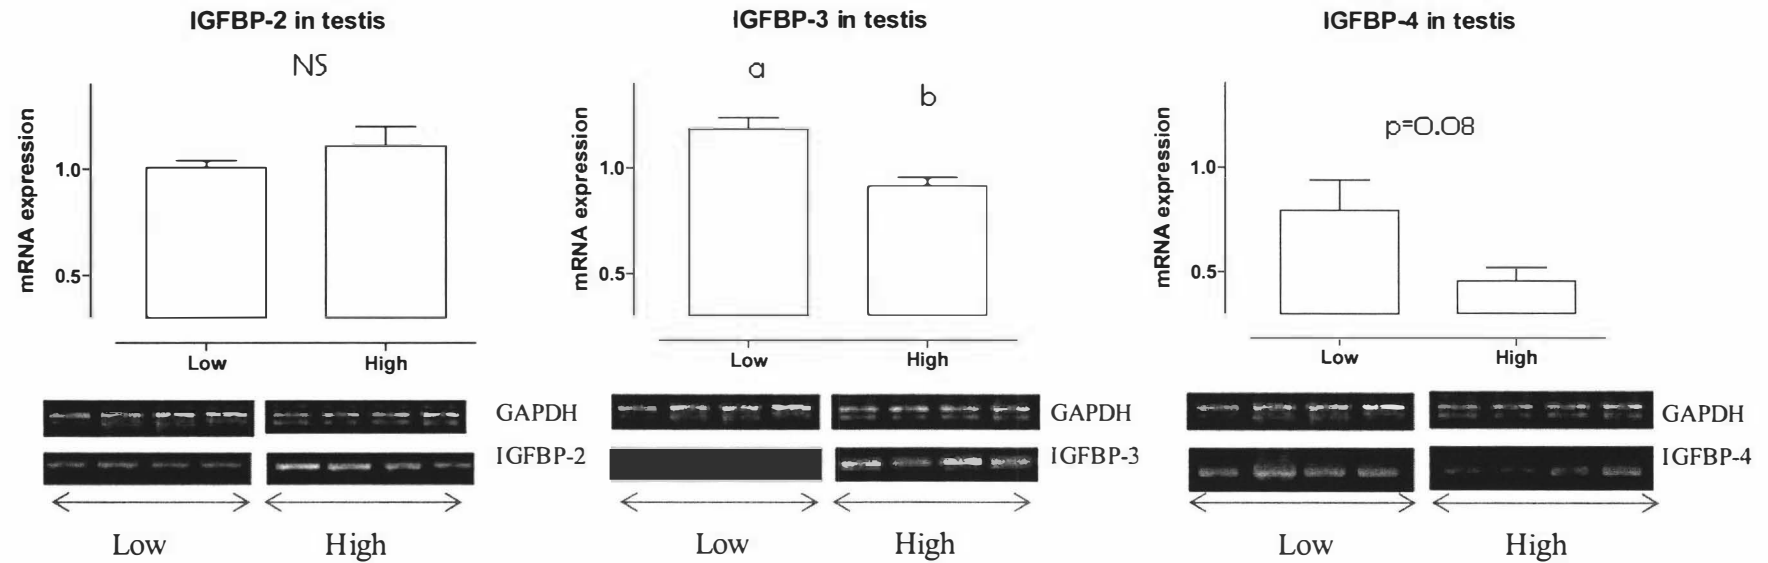 IGFBP-2 in testis
NS
mRNA expression
1.0
0.5
Low
High
GAPDH
IGFBP-2
Low
High
IGFBP-3 in testis
a
b
mRNA expression
1.0
0.5
Low
High
GAPDH
IGFBP-3
Low
High
IGFBP-4 in testis
p=0.08
mRNA expression
1.0
0.5
Low
High
GAPDH
IGFBP-4
Low
High